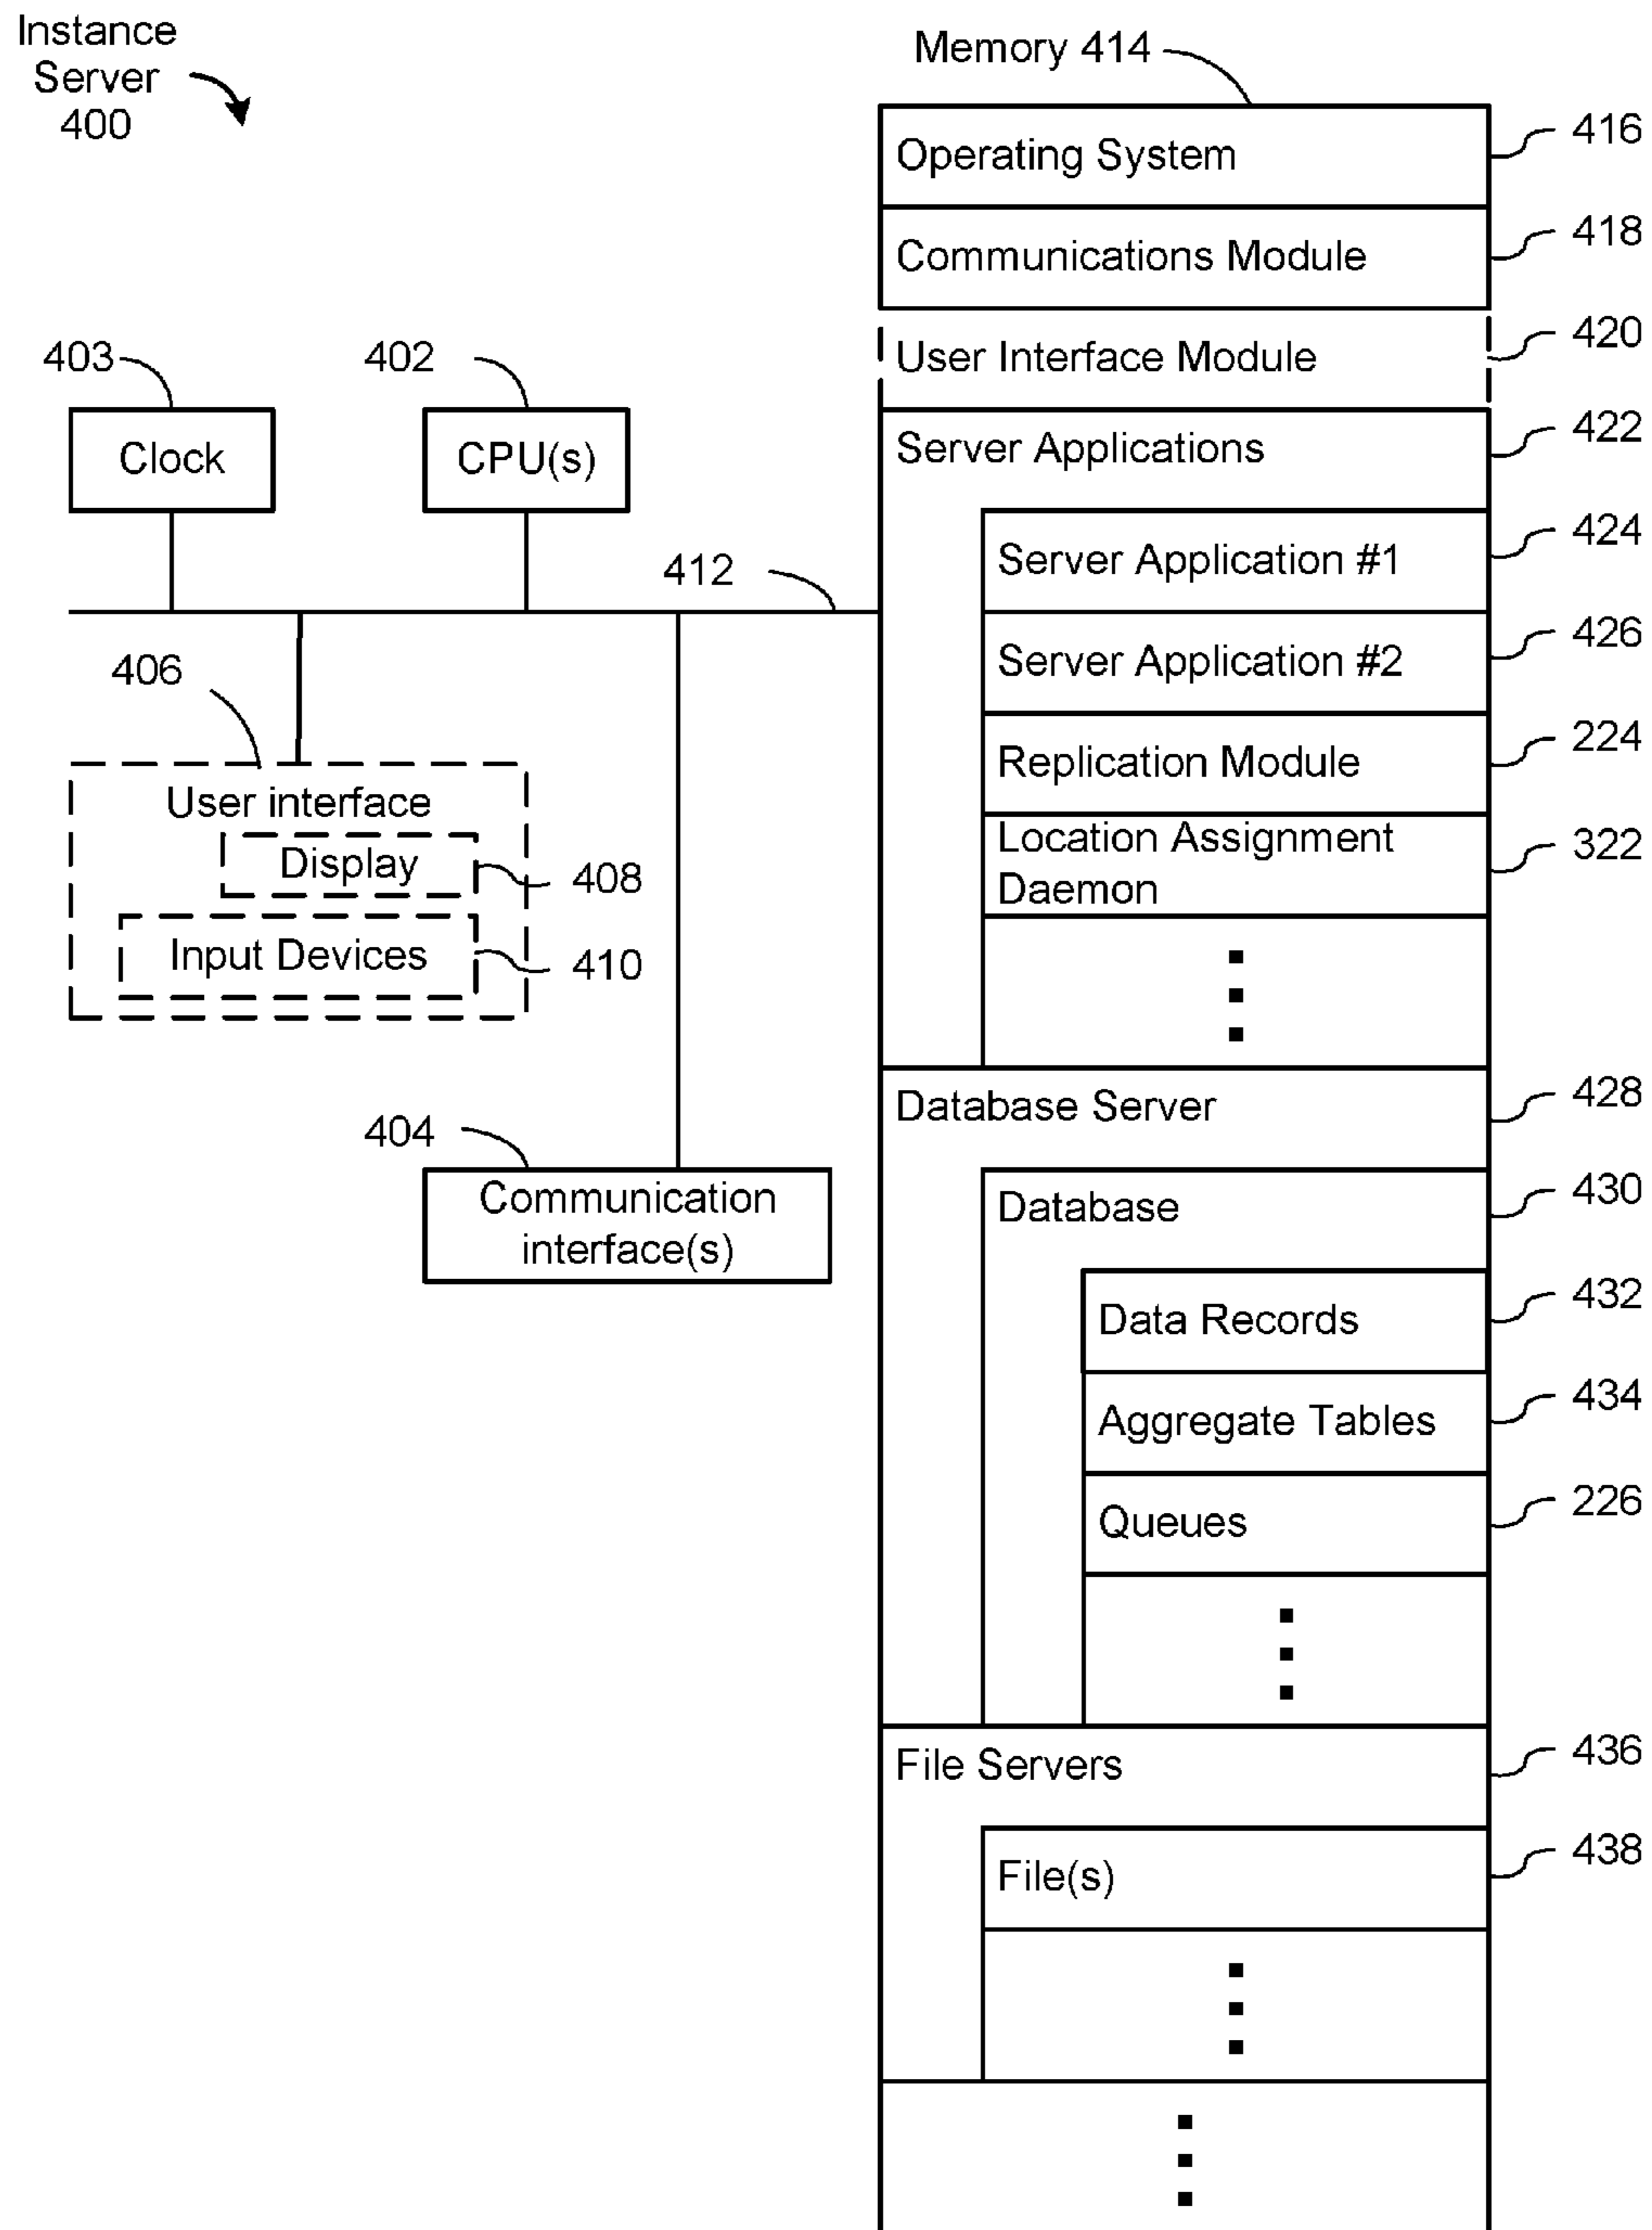 Instance
Server
400
Memory 414
Operating System
416
Communications Module
418
User Interface Module
420
403
402
Clock
CPU(s)
Server Applications
422
Server Application #1
424
412
Server Application #2
426
406
Replication Module
224
User interface
Display
408
Location Assignment
Daemon
322
Input Devices
410
Database Server
428
404
Communication
interface(s)
Database
430
Data Records
432
Aggregate Tables
434
Queues
226
File Servers
436
File(s)
438